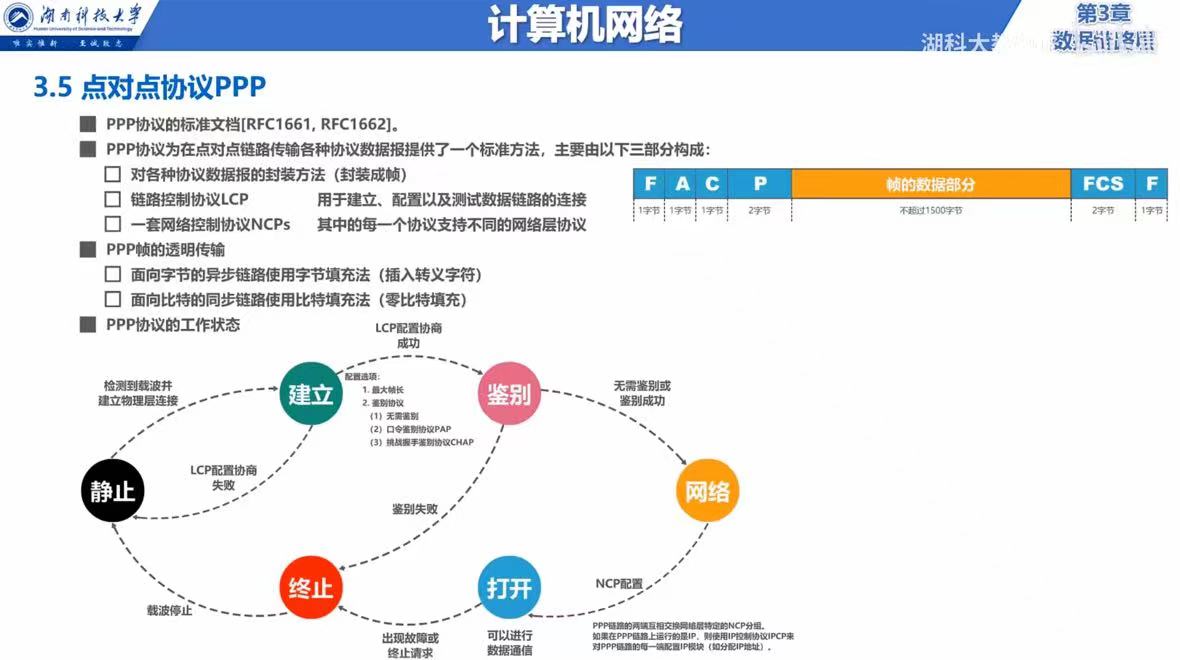 湖南科技大学
Hunan University of Science and Technology
唯实惟新 至诚致志
计算机网络
第3章
湖科大教
数据链路层
3.5 点对点协议PPP
PPP协议的标准文档[RFC1661, RFC1662]。
PPP协议为在点对点链路传输各种协议数据报提供了一个标准方法，主要由以下三部分构成：
对各种协议数据报的封装方法（封装成帧）
链路控制协议LCP 用于建立、配置以及测试数据链路的连接
一套网络控制协议NCPs 其中的每一个协议支持不同的网络层协议
F A C P 帧的数据部分 FCS F
1字节 1字节 1字节 2字节 不超过1500字节 2字节 1字节
PPP帧的透明传输
面向字节的异步链路使用字节填充法（插入转义字符）
面向比特的同步链路使用比特填充法（零比特填充）
PPP协议的工作状态
LCP配置协商
成功
检测到载波并
建立物理层连接
建立
配置选项：
1. 最大帧长
2. 鉴别协议
（1）无需鉴别
（2）口令鉴别协议PAP
（3）挑战握手鉴别协议CHAP
鉴别
无需鉴别或
鉴别成功
LCP配置协商
失败
静止
鉴别失败
网络
终止
打开
NCP配置
载波停止
出现故障或
终止请求
可以进行
数据通信
PPP链路的两端互相交换网络层特定的NCP分组。
如果在PPP链路上运行的是IP，则使用IP控制协议IPCP来
对PPP链路的每一端配置IP模块（如分配IP地址）。